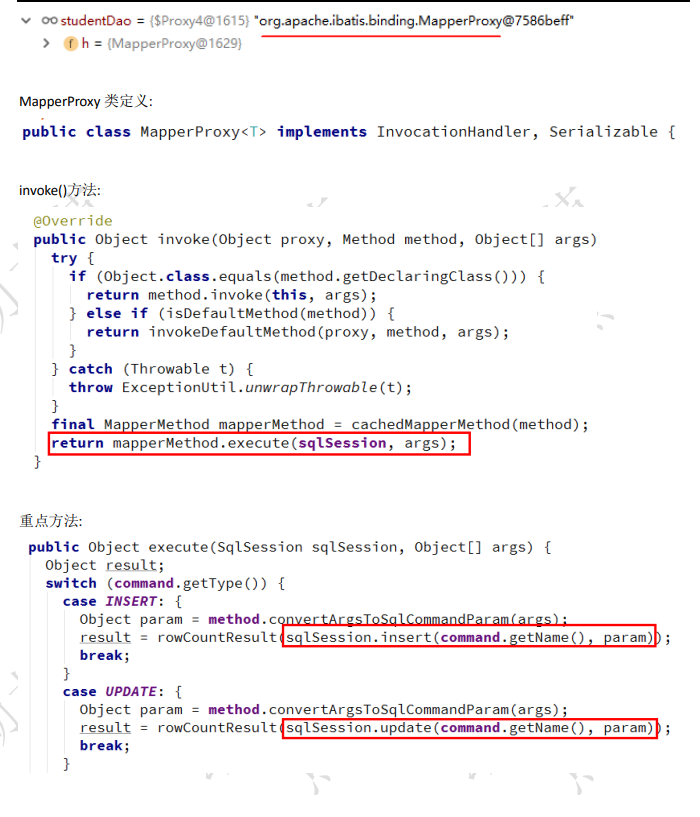 studentDao = {$Proxy4@1615} "org.apache.ibatis.binding.MapperProxy@7586beff"
f h = {MapperProxy@1629}
MapperProxy 类定义:
public class MapperProxy<T> implements InvocationHandler, Serializable {
invoke()方法:
@Override
public Object invoke(Object proxy, Method method, Object[] args)
try {
if (Object.class.equals(method.getDeclaringClass())) {
return method.invoke(this, args);
} else if (isDefaultMethod(method)) {
return invokeDefaultMethod(proxy, method, args);
}
} catch (Throwable t) {
throw ExceptionUtil.unwrapThrowable(t);
}
final MapperMethod mapperMethod = cachedMapperMethod(method);
return mapperMethod.execute(sqlSession, args);
}
重点方法:
public Object execute(SqlSession sqlSession, Object[] args) {
Object result;
switch (command.getType()) {
case INSERT: {
Object param = method.convertArgsToSqlCommandParam(args);
result = rowCountResult(sqlSession.insert(command.getName(), param));
break;
}
case UPDATE: {
Object param = method.convertArgsToSqlCommandParam(args);
result = rowCountResult(sqlSession.update(command.getName(), param));
break;
}